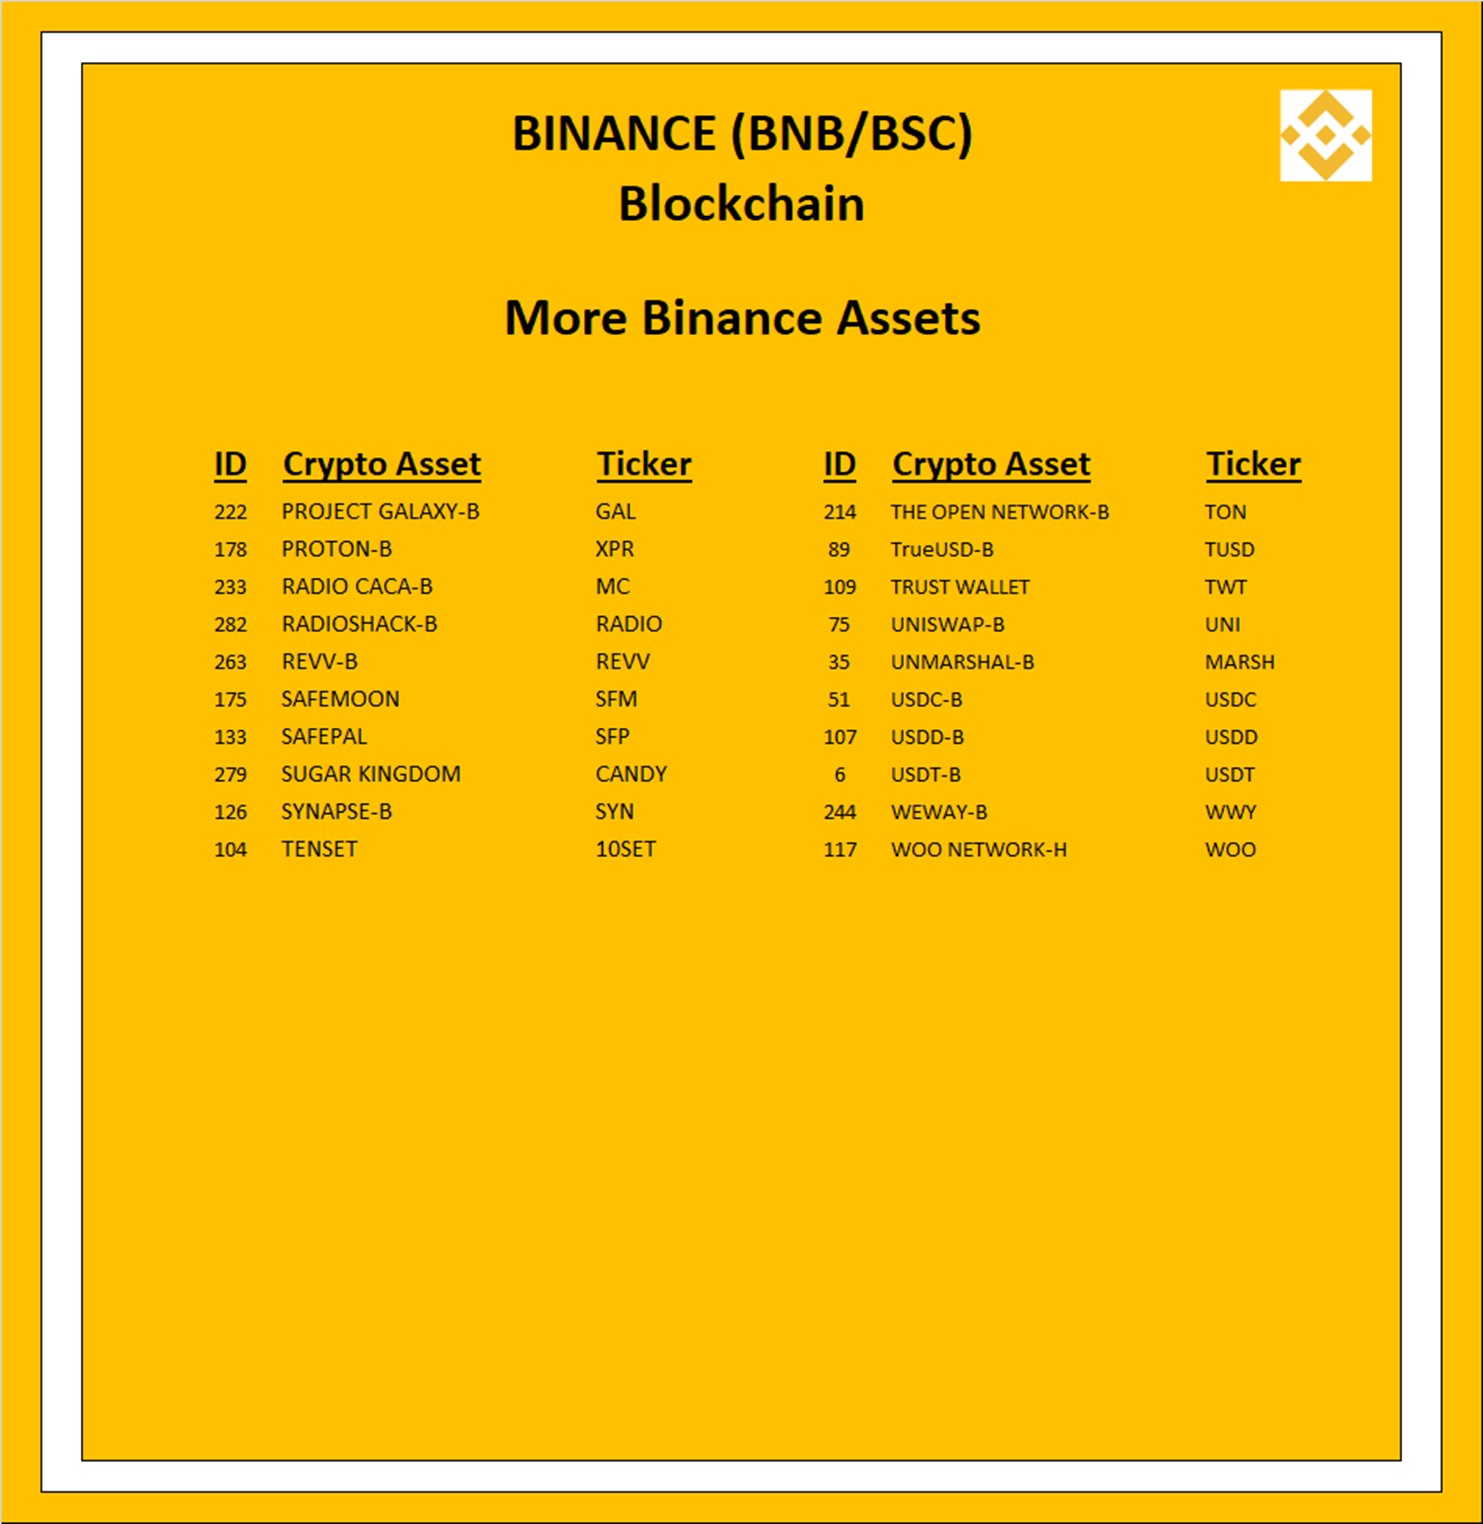 BINANCE (BNB/BSC)
Blockchain
More Binance Assets
ID Crypto Asset Ticker ID Crypto Asset Ticker
222 PROJECT GALAXY-B GAL 214 THE OPEN NETWORK-B TON
178 PROTON-B XPR 89 TrueUSD-B TUSD
233 RADIO CACA-B MC 109 TRUST WALLET TWT
282 RADIOSHACK-B RADIO 75 UNISWAP-B UNI
263 REVV-B REVV 35 UNMARSHAL-B MARSH
175 SAFEMOON SFM 51 USDC-B USDC
133 SAFEPAL SFP 107 USDD-B USDD
279 SUGAR KINGDOM CANDY 6 USDT-B USDT
126 SYNAPSE-B SYN 244 WEWAY-B WWY
104 TENSET 10SET 117 WOO NETWORK-H WOO